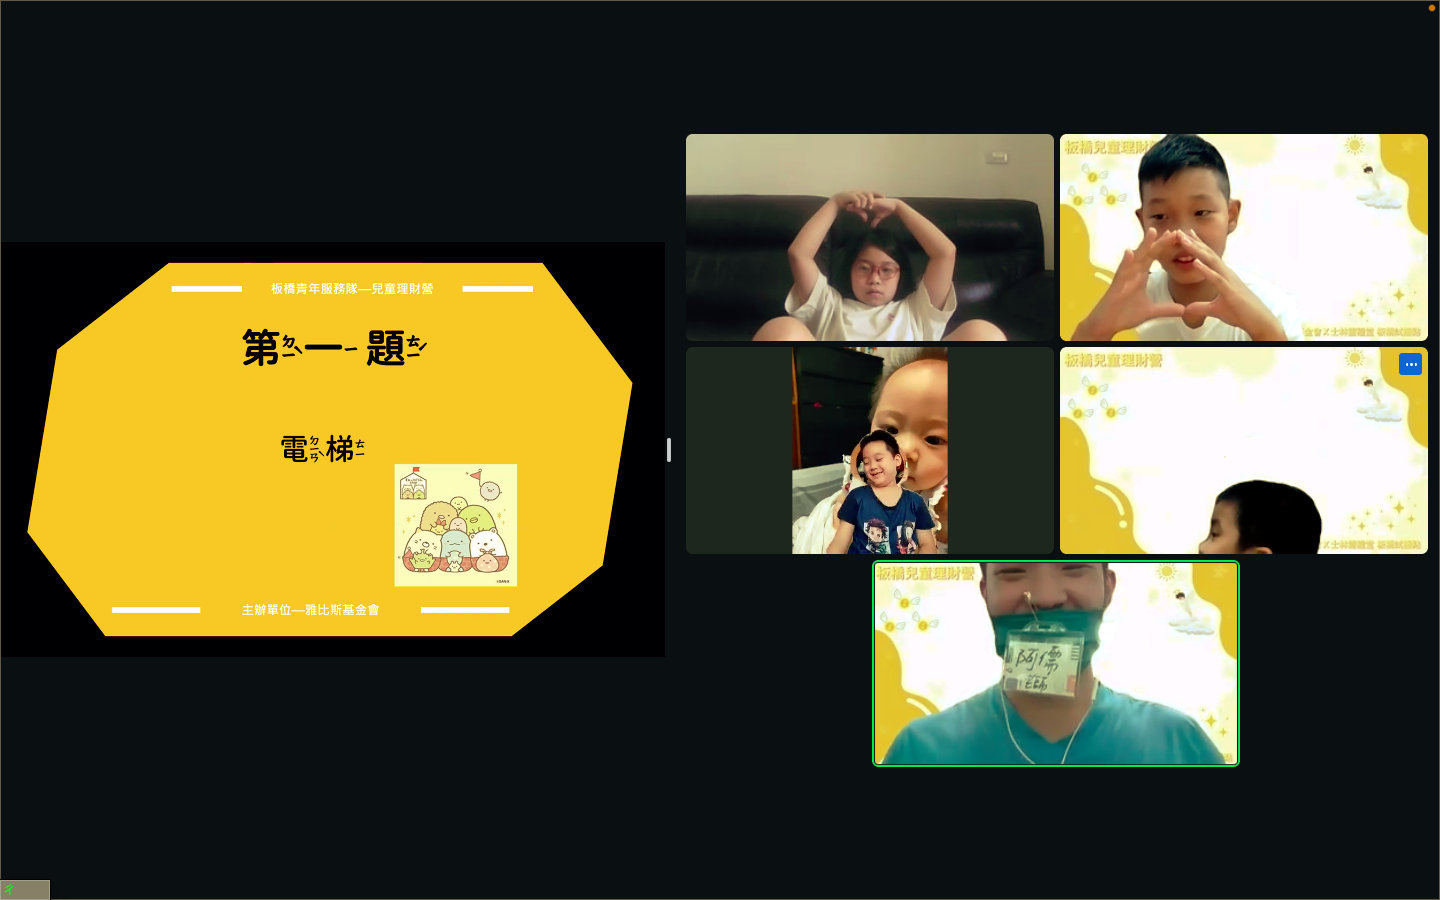 板橋青年服務隊—兒童理財營
第ㄉㄧˋ一ㄧ題ㄊㄧˊ
電ㄉㄧㄢˋ梯ㄊㄧ
主辦單位—雅比斯基金會
板橋兒童理財
板橋兒童理財營
板橋兒童理財營
阿儒
ㄔ